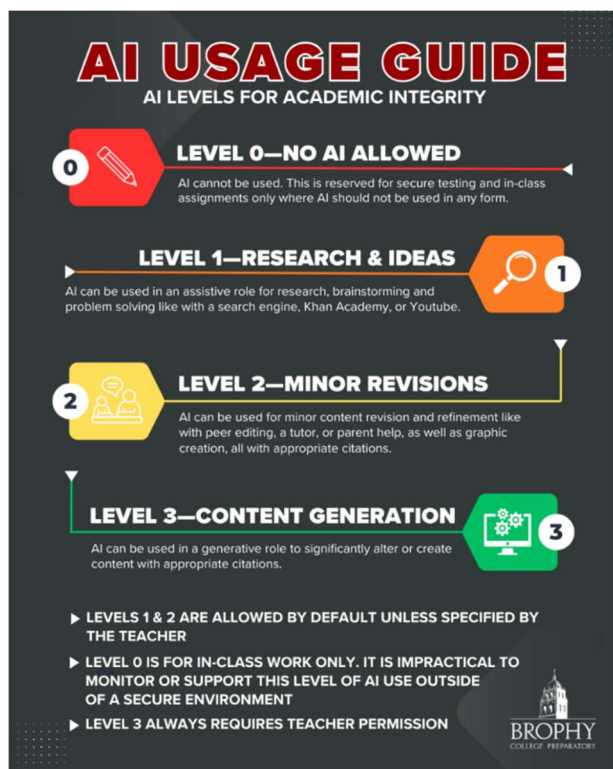 AI USAGE GUIDE
AI LEVELS FOR ACADEMIC INTEGRITY
0
LEVEL 0—NO AI ALLOWED
AI cannot be used. This is reserved for secure testing and in-class
assignments only where AI should not be used in any form.
LEVEL 1—RESEARCH & IDEAS
1
AI can be used in an assistive role for research, brainstorming and
problem solving like with a search engine, Khan Academy, or Youtube.
2
LEVEL 2—MINOR REVISIONS
AI can be used for minor content revision and refinement like
with peer editing, a tutor, or parent help, as well as graphic
creation, all with appropriate citations.
LEVEL 3—CONTENT GENERATION
3
AI can be used in a generative role to significantly alter or create
content with appropriate citations.
LEVELS 1 & 2 ARE ALLOWED BY DEFAULT UNLESS SPECIFIED BY
THE TEACHER
LEVEL 0 IS FOR IN-CLASS WORK ONLY. IT IS IMPRACTICAL TO
MONITOR OR SUPPORT THIS LEVEL OF AI USE OUTSIDE
OF A SECURE ENVIRONMENT
LEVEL 3 ALWAYS REQUIRES TEACHER PERMISSION
BROPHY
COLLEGE PREPARATORY